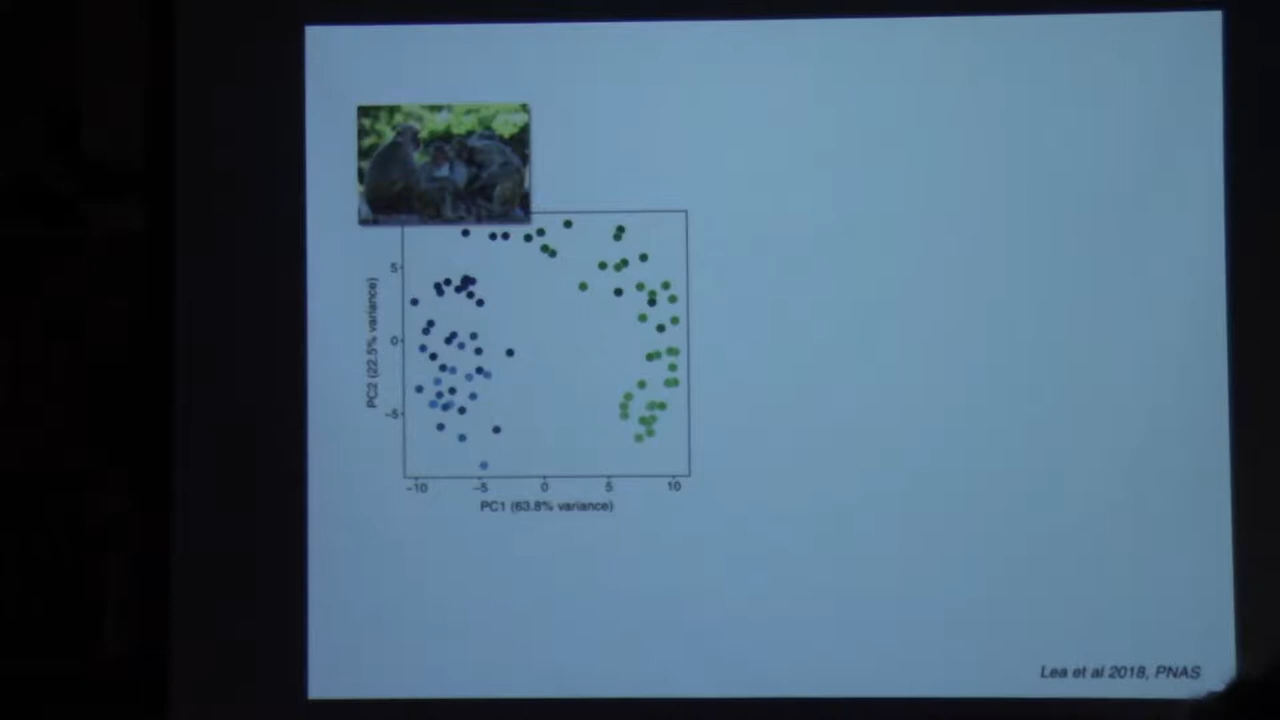 5
0
-5
PC2 (22.5% variance)
-10 -5 0 5 10
PC1 (63.8% variance)
Lea et al 2018, PNAS